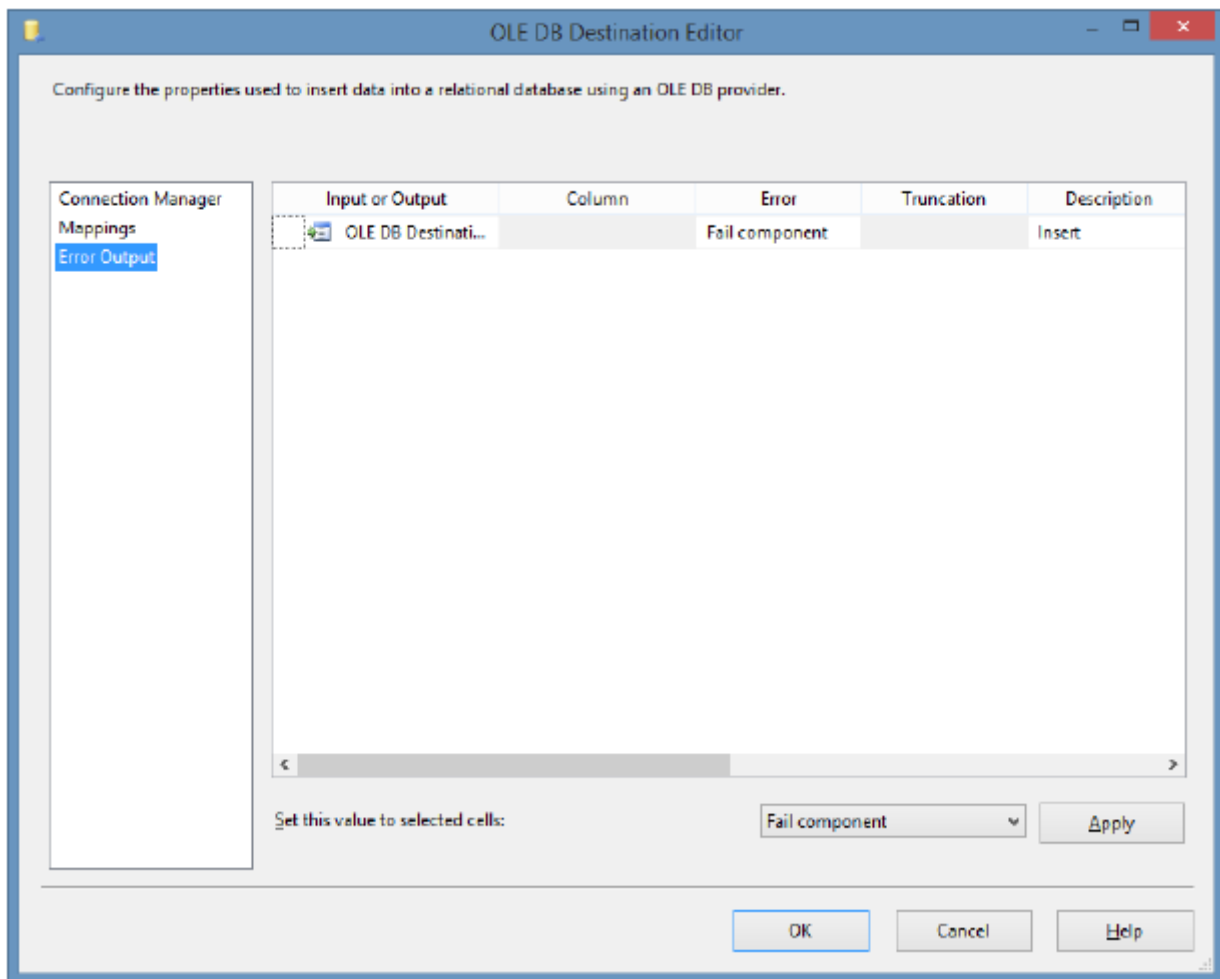 OLE DB Destination Editor
Configure the properties used to insert data into a relational database using an OLE DB provider.
Connection Manager
Mappings
Error Output
Input or Output Column Error Truncation Description
OLE DB Destinati... Fail component Insert
Set this value to selected cells: Fail component Apply
OK Cancel Help